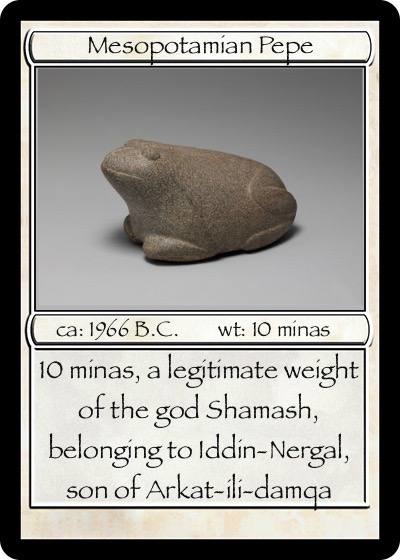 Mesopotamian Pepe
ca: 1966 B.C. wt: 10 minas
10 minas, a legitimate weight
of the god Shamash,
belonging to Iddin-Nergal,
son of Arkat-ili-damqa